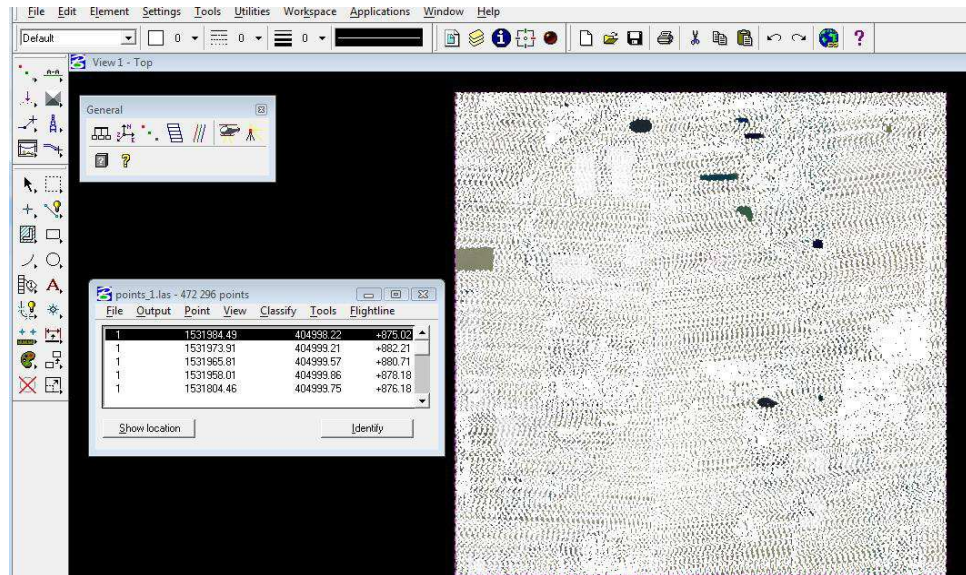 File Edit Element Settings Tools Utilities Workspace Applications Window Help
Default 0 0 0 ?
View 1 - Top
General
points_1.las - 472 296 points
File Output Point View Classify Tools Flightline
1 1531984.49 404998.22 +875.02
1 1531973.91 404999.21 +882.21
1 1531965.81 404999.57 +880.71
1 1531958.01 404999.86 +878.18
1 1531804.46 404999.75 +876.18
Show location Identify